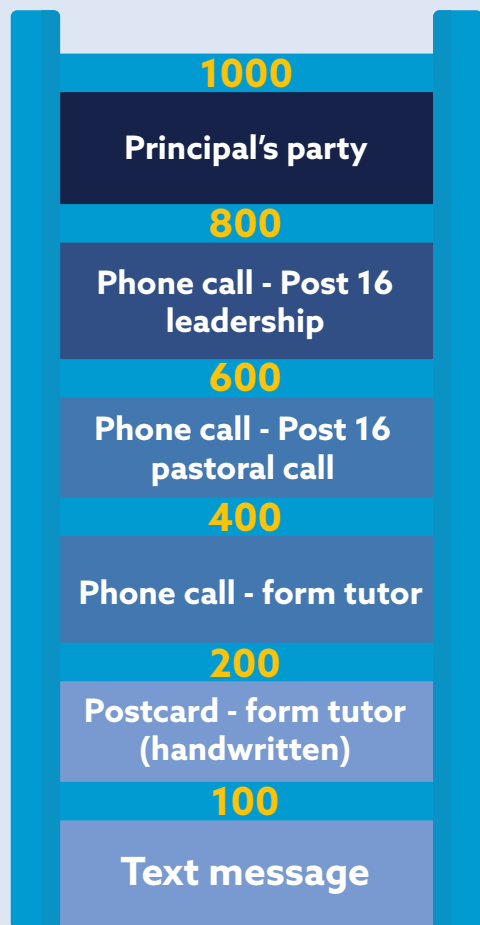 1000
Principal’s party
800
Phone call - Post 16
leadership
600
Phone call - Post 16
pastoral call
400
Phone call - form tutor
200
Postcard - form tutor
(handwritten)
100
Text message